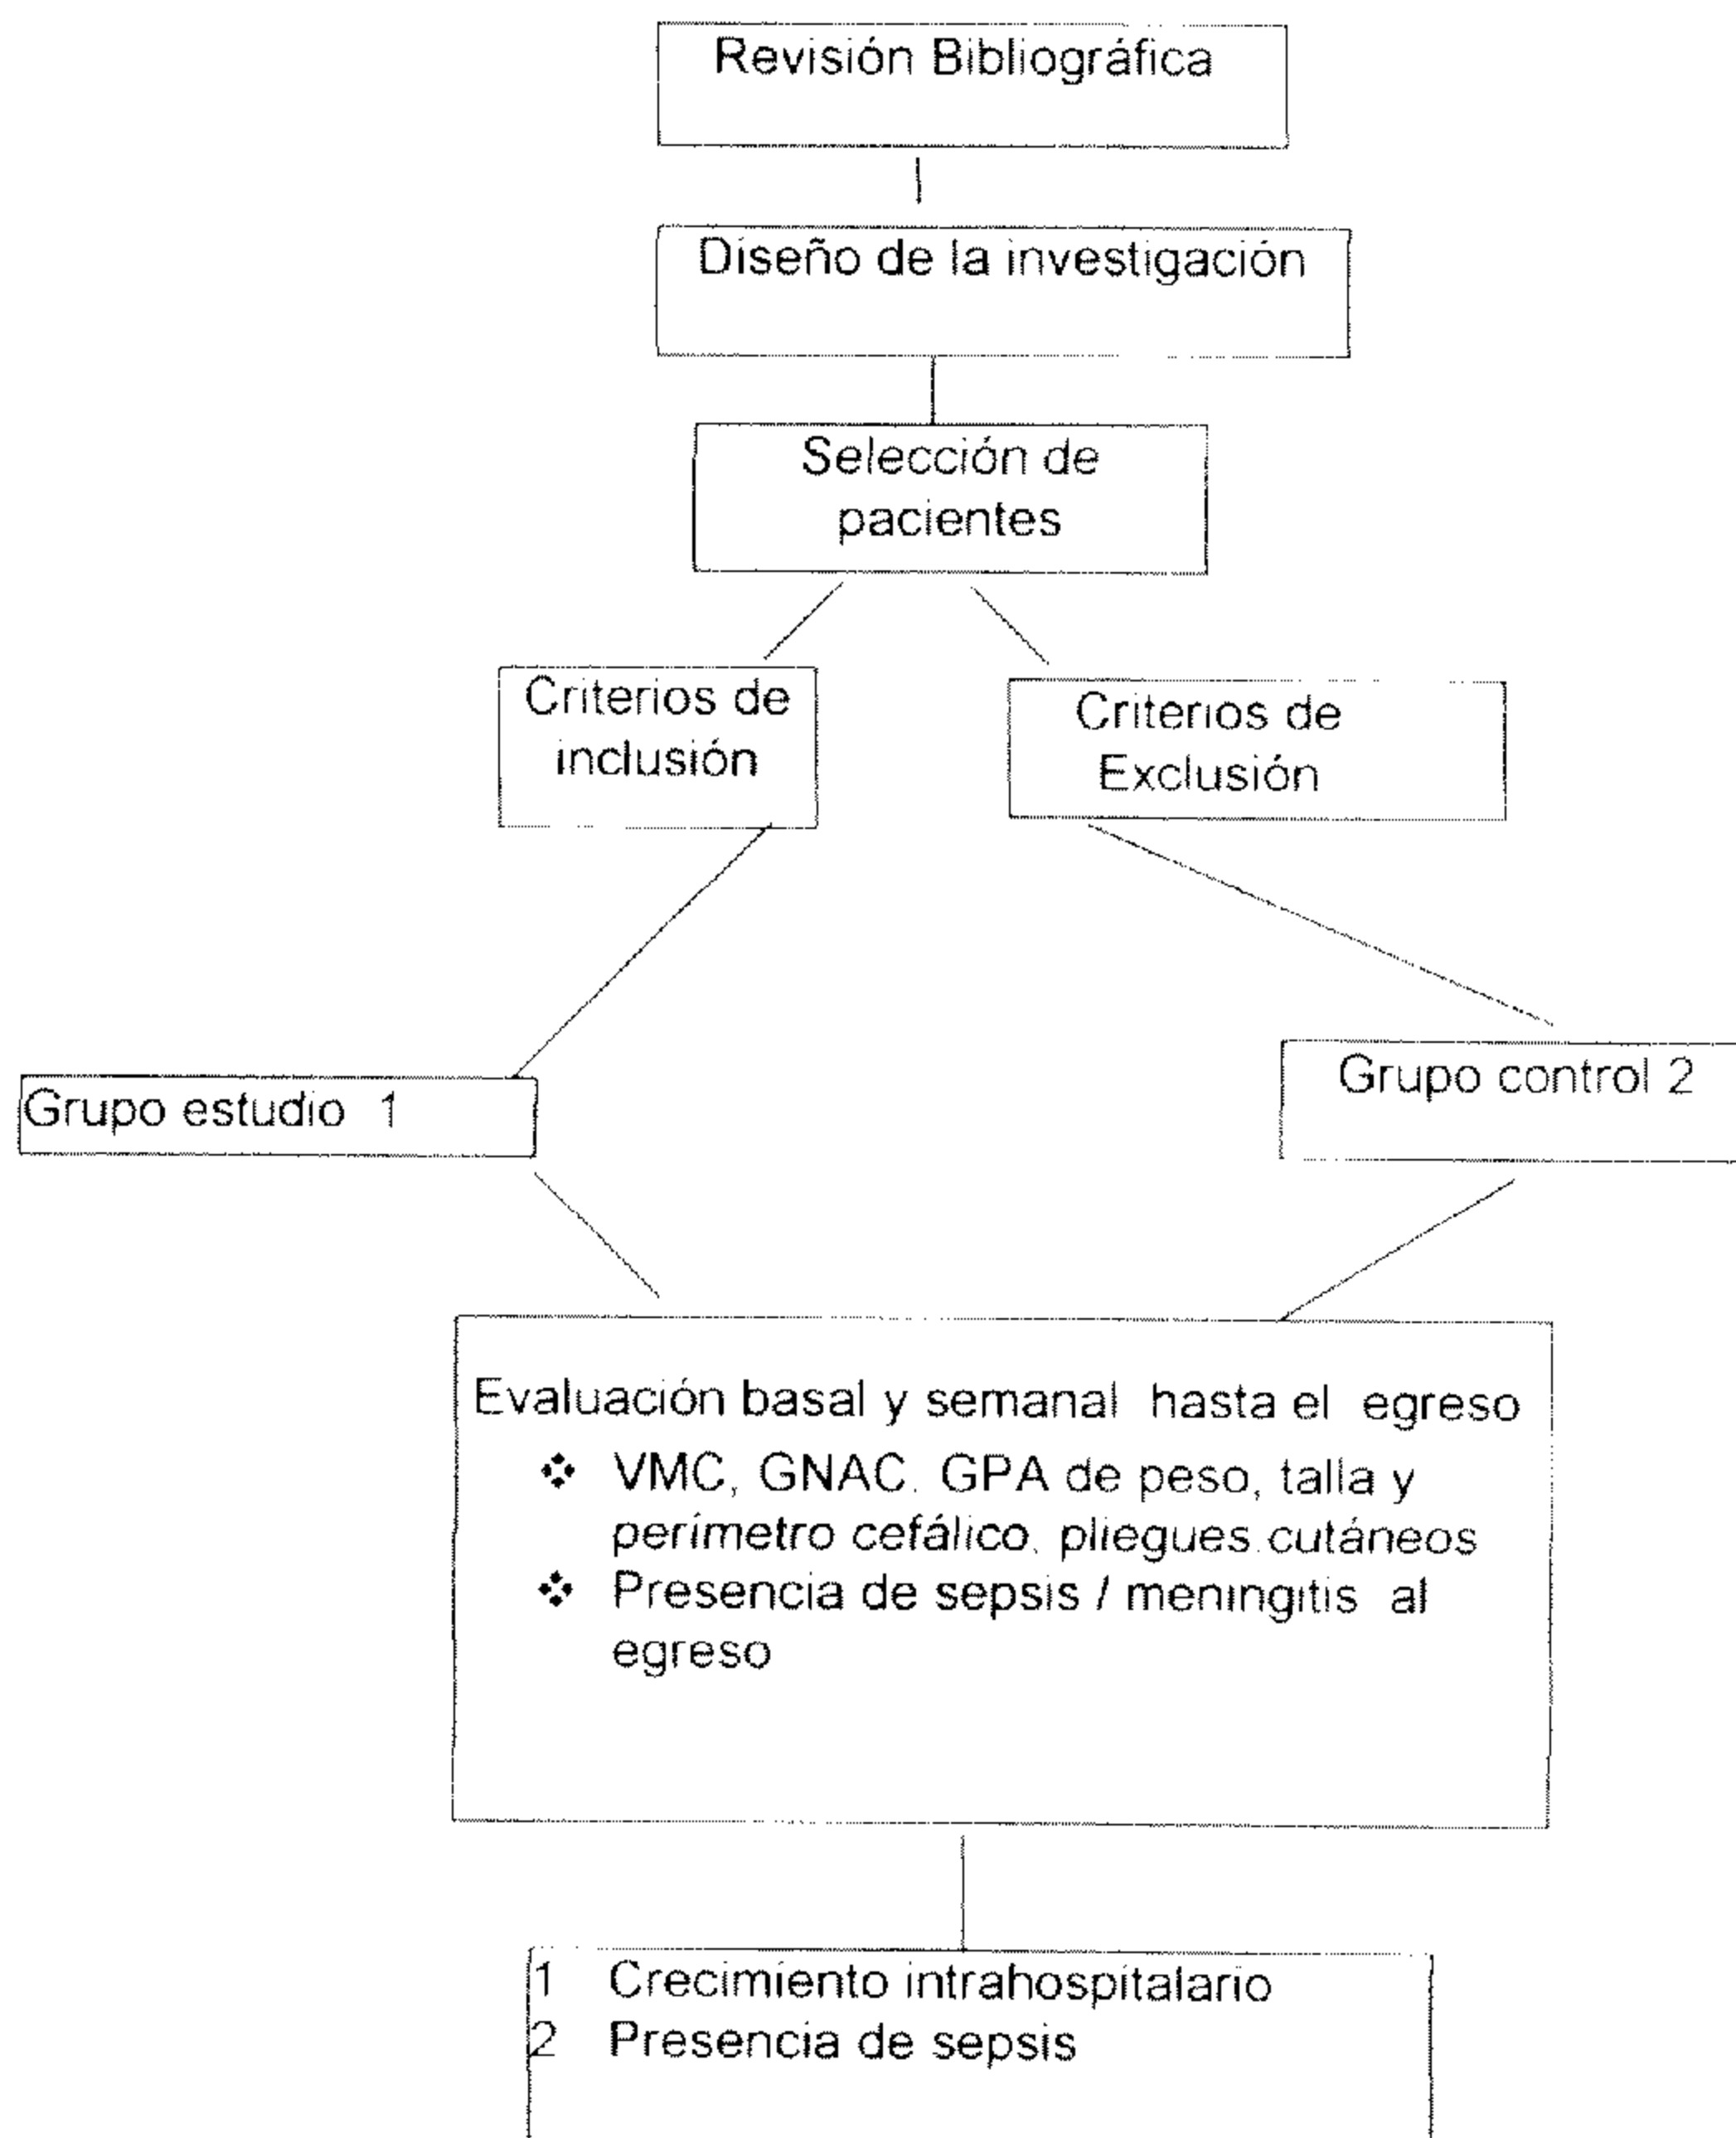 Revisión Bibliográfica
Diseño de la investigación
Selección de
pacientes
Criterios de
inclusión
Criterios de
Exclusión
Grupo estudio 1
Grupo control 2
Evaluación basal y semanal hasta el egreso
❖ VMC, GNAC. GPA de peso, talla y
perímetro cefálico, pliegues cutáneos
❖ Presencia de sepsis / meningitis al
egreso
1 Crecimiento intrahospitalario
2 Presencia de sepsis